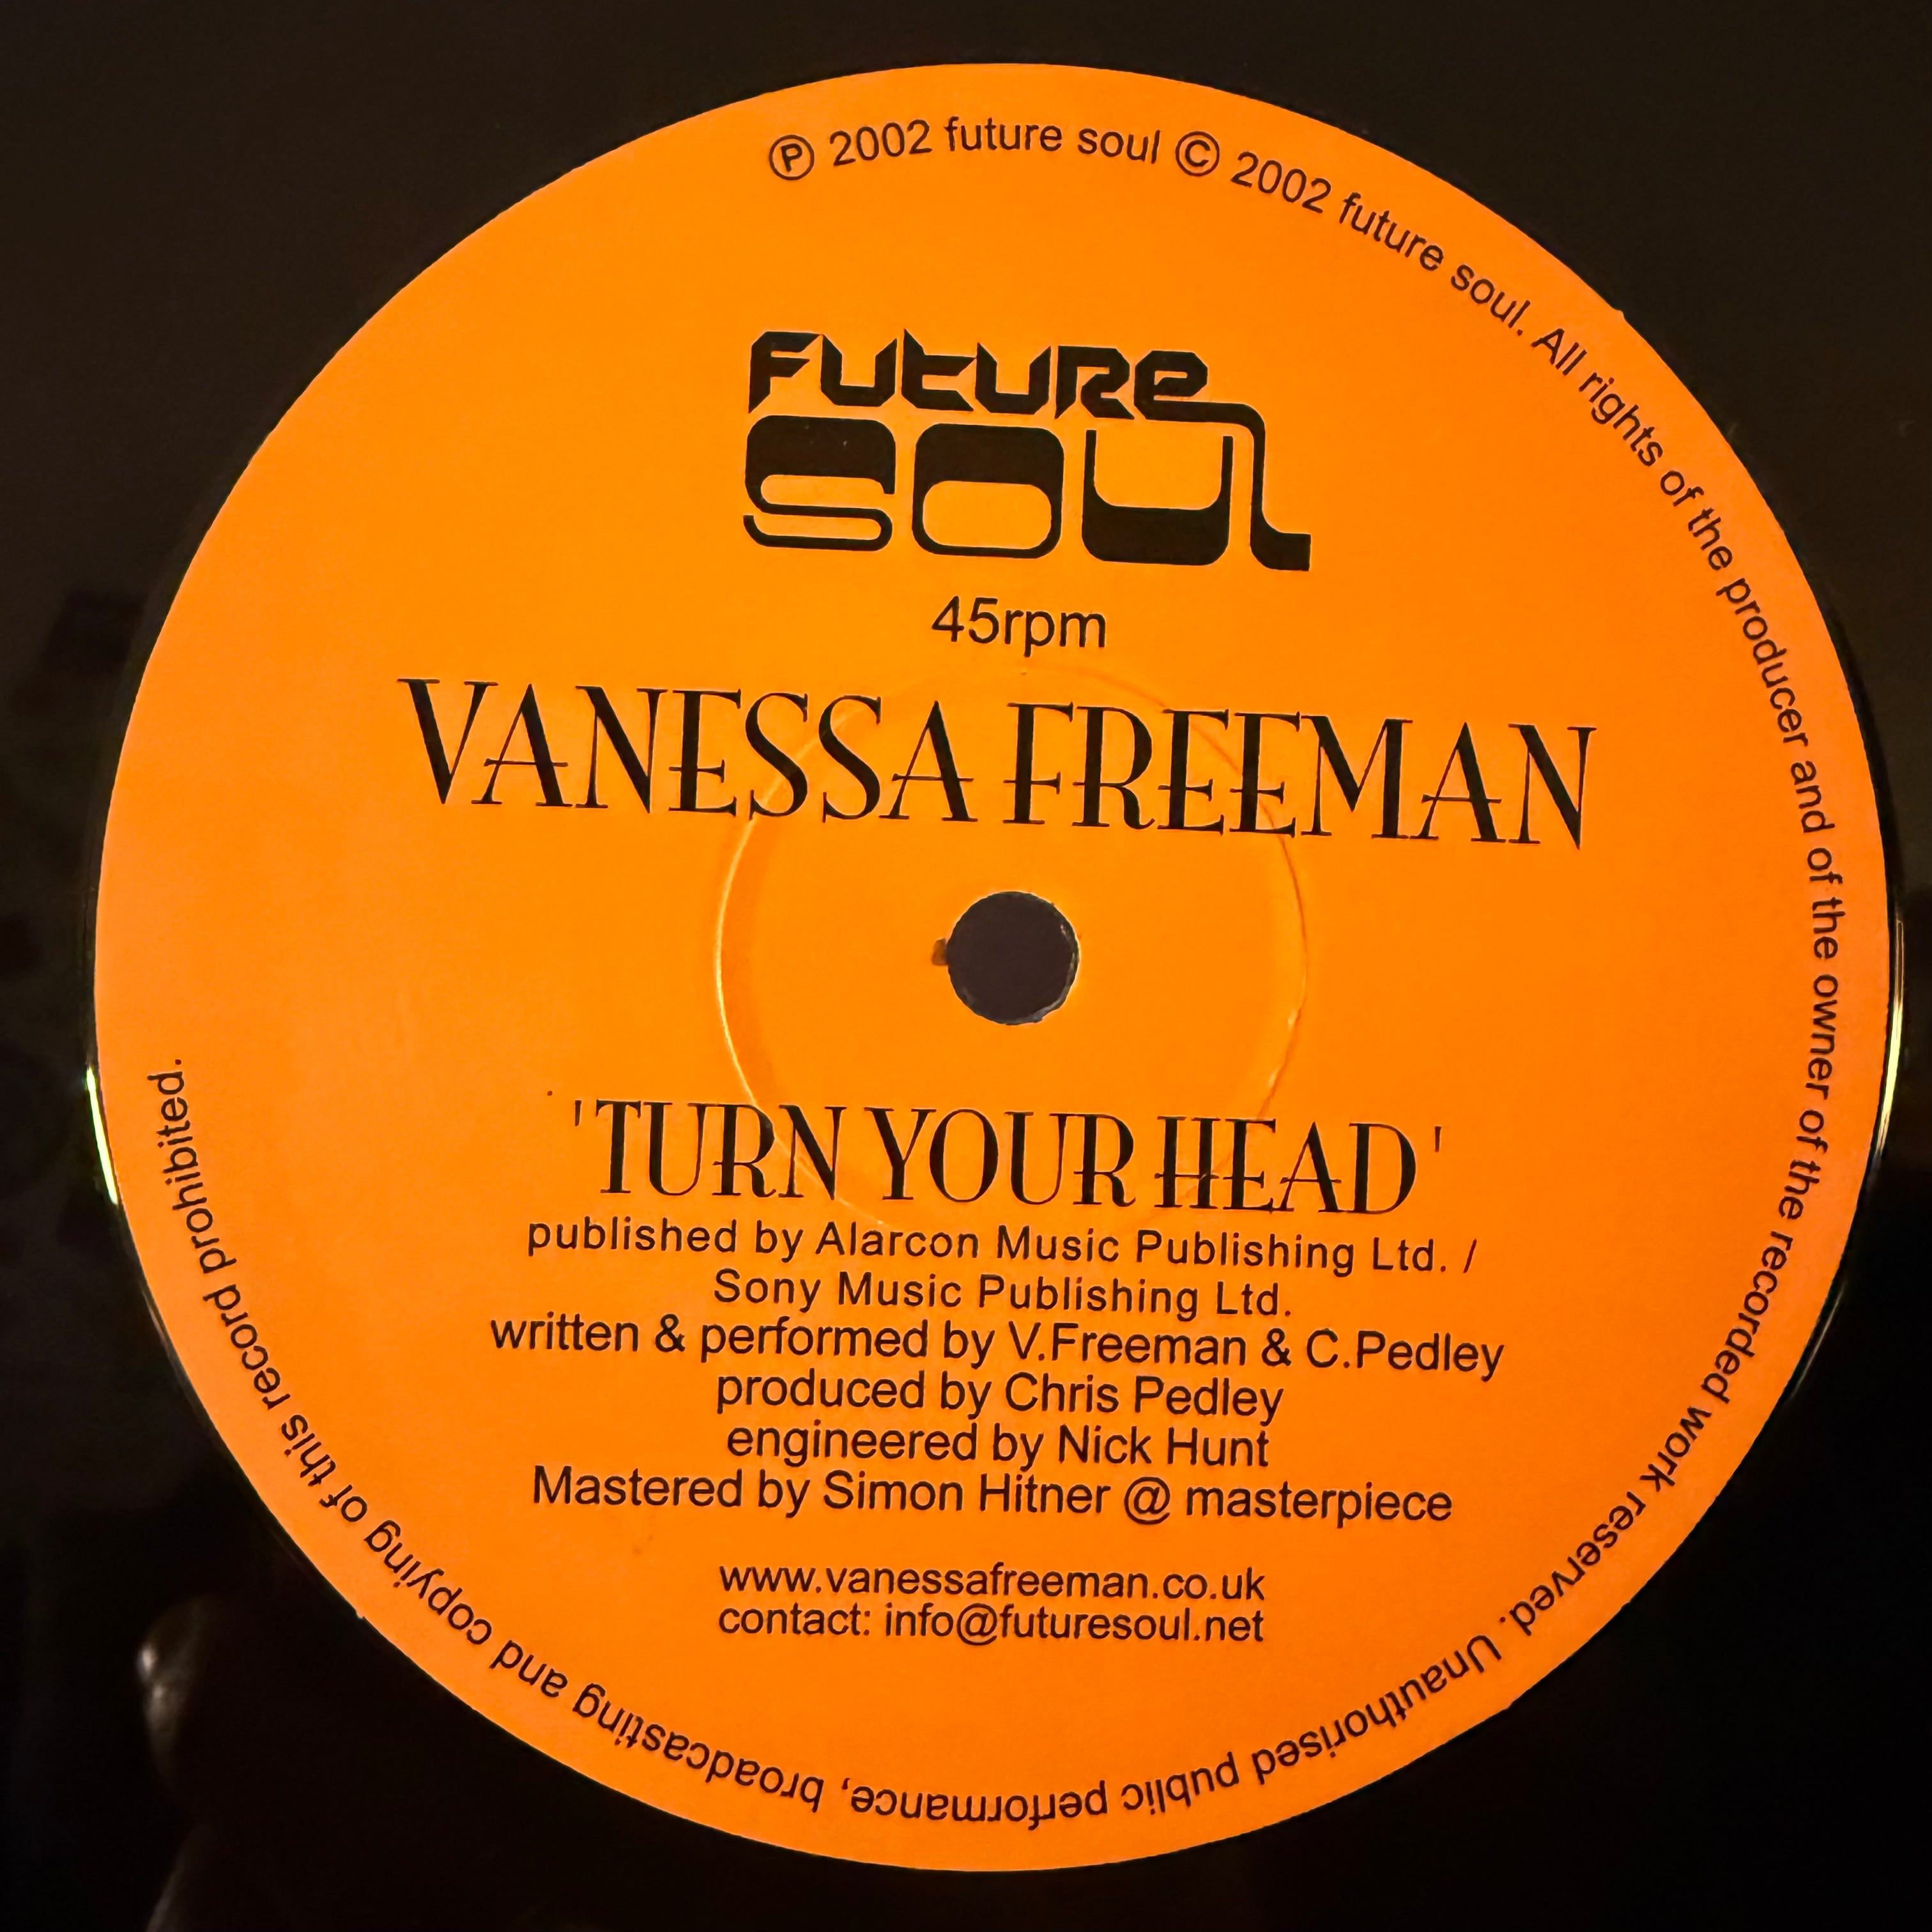 Ⓟ 2002 future soul © 2002 future soul. All rights of the producer and of the owner of the recorded work reserved. Unauthorised public performance, broadcasting and copying of this record prohibited.
future
soul
45rpm
VANESSA FREEMAN
'TURN YOUR HEAD'
published by Alarcon Music Publishing Ltd. /
Sony Music Publishing Ltd.
written & performed by V.Freeman & C.Pedley
produced by Chris Pedley
engineered by Nick Hunt
Mastered by Simon Hitner @ masterpiece
www.vanessafreeman.co.uk
contact: info@futuresoul.net